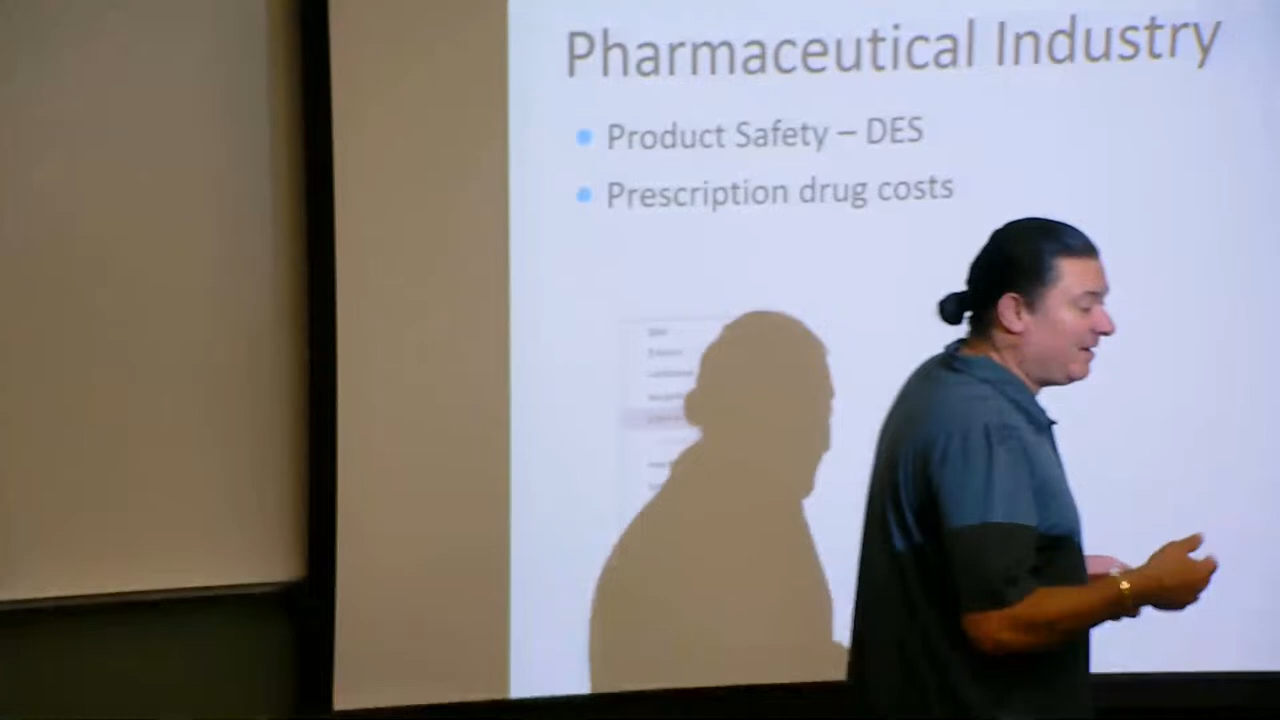 Pharmaceutical Industry
Product Safety – DES
Prescription drug costs